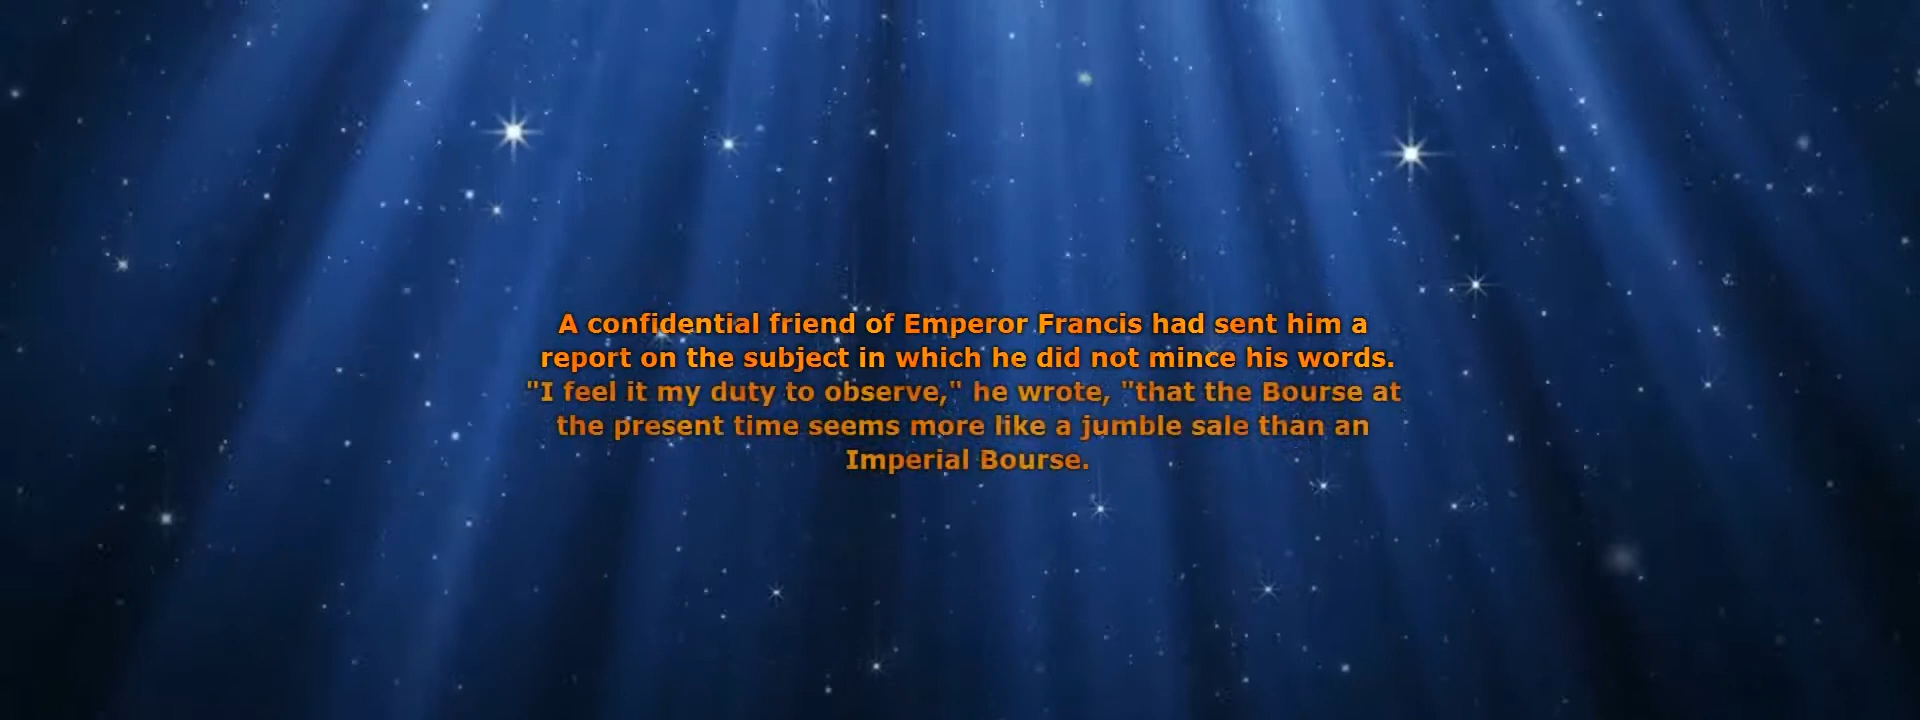 A confidential friend of Emperor Francis had sent him a
report on the subject in which he did not mince his words.
"I feel it my duty to observe," he wrote, "that the Bourse at
the present time seems more like a jumble sale than an
Imperial Bourse.